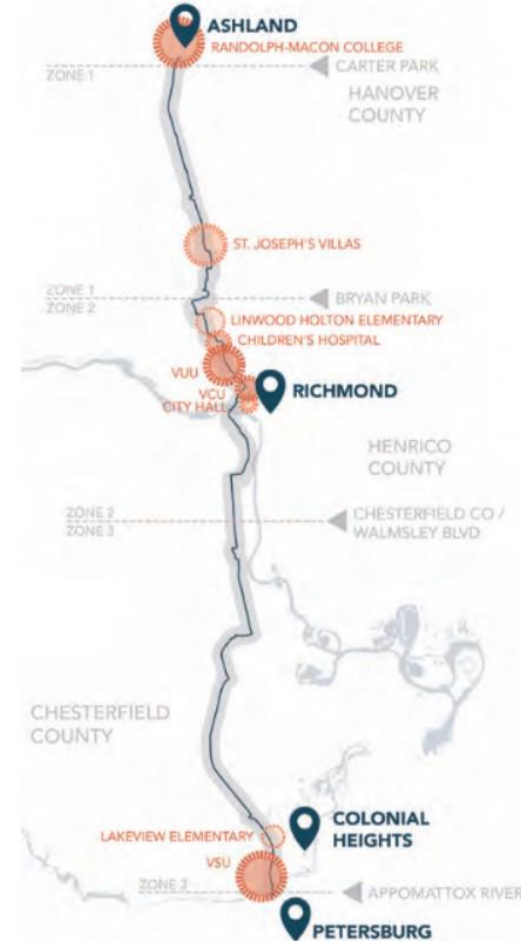 ASHLAND
RANDOLPH-MACON COLLEGE
ZONE 1
CARTER PARK
HANOVER
COUNTY
ST. JOSEPH'S VILLAS
ZONE 1
BRYAN PARK
ZONE 2
LINWOOD HOLTON ELEMENTARY
CHILDREN'S HOSPITAL
VUU
VCU
CITY HALL
RICHMOND
HENRICO
COUNTY
ZONE 2
ZONE 3
CHESTERFIELD CO /
WALMSLEY BLVD
CHESTERFIELD
COUNTY
COLONIAL
HEIGHTS
LAKEVIEW ELEMENTARY
VSU
ZONE 3
APPOMATTOX RIVER
PETERSBURG